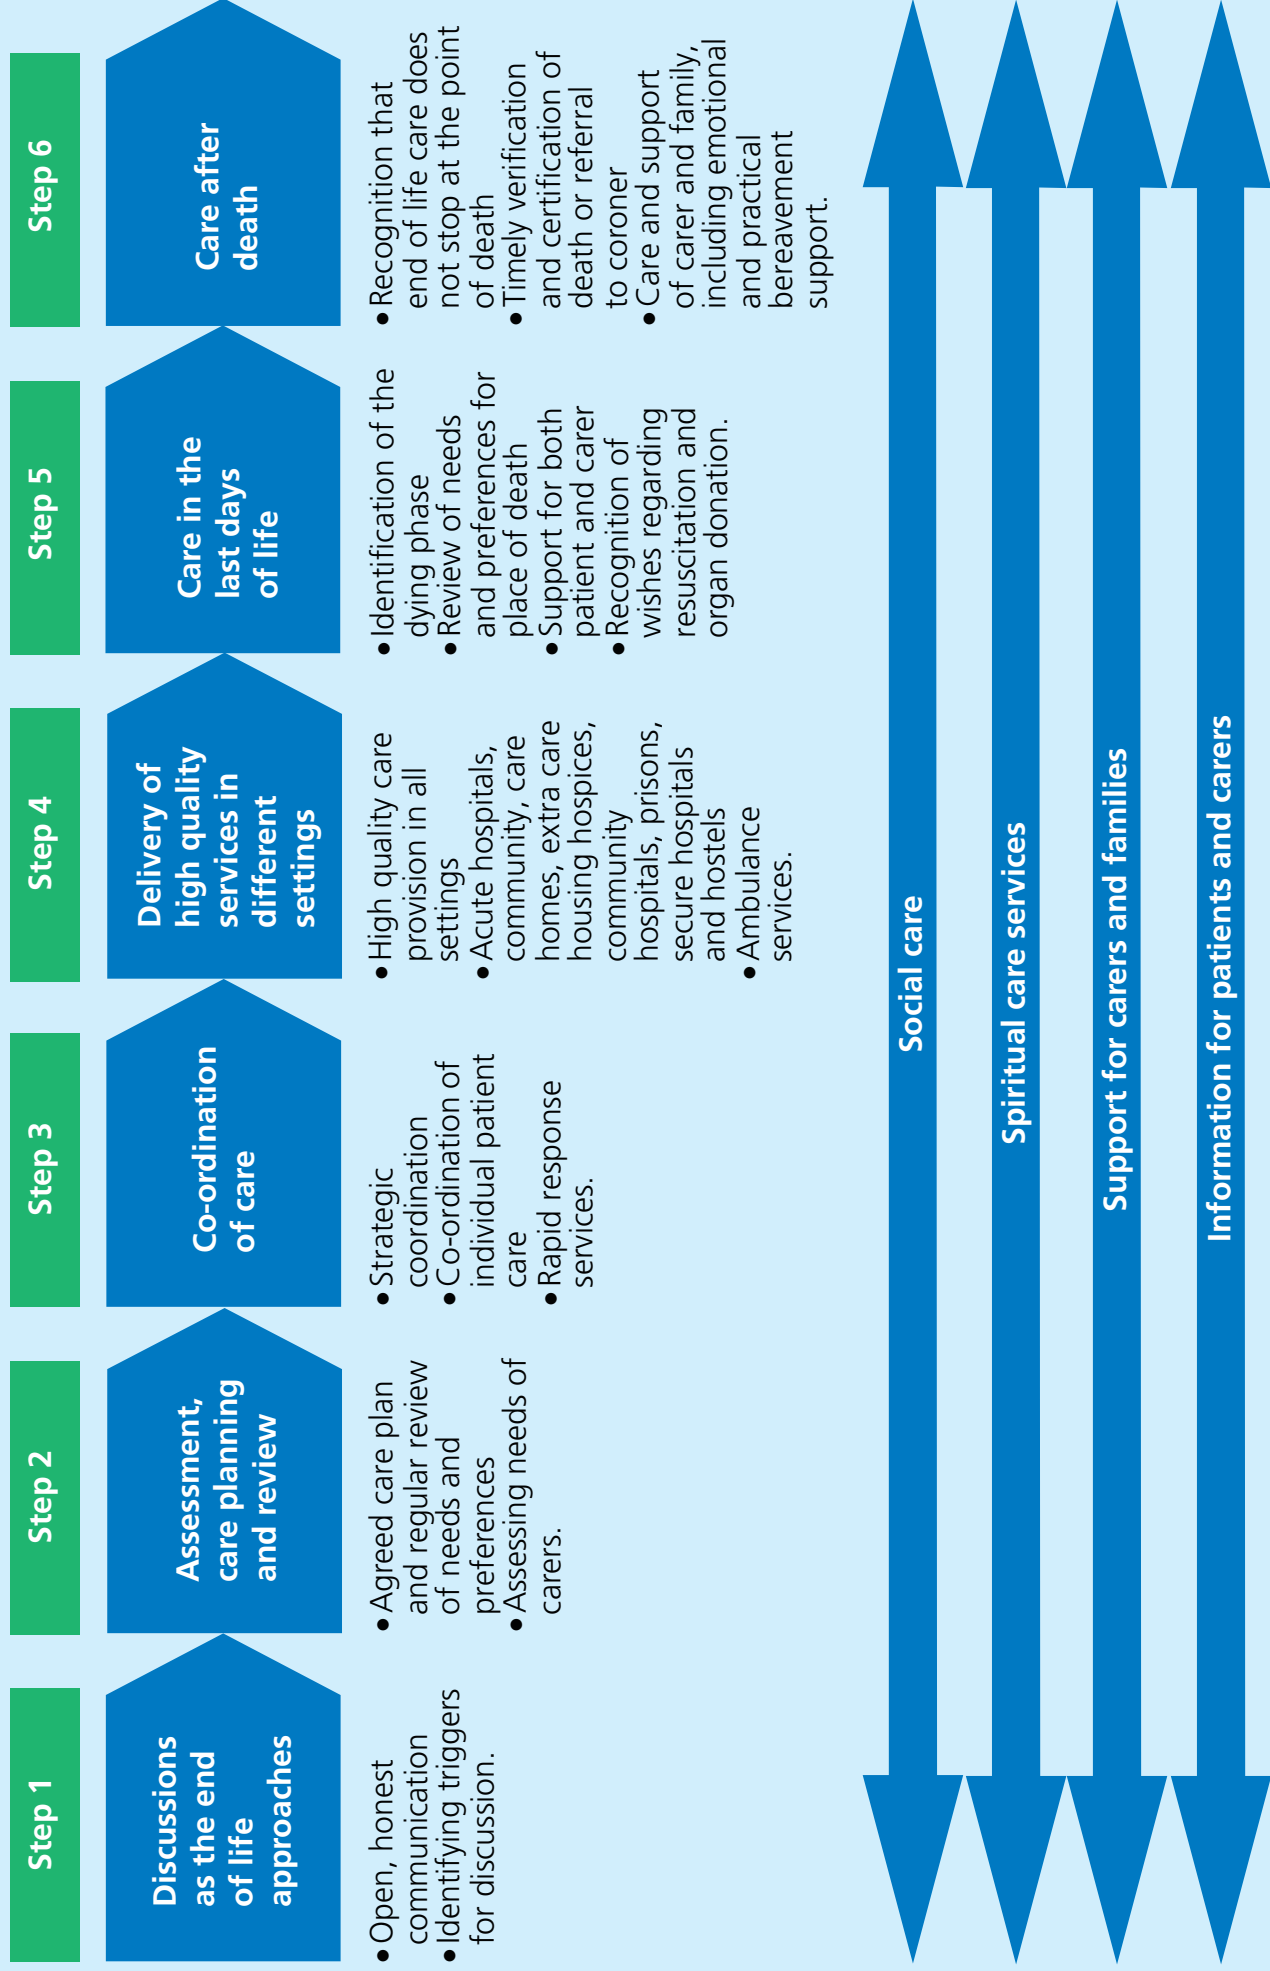 Step 1
Discussions
as the end
of life
approaches
•Open, honest
communication
•Identifying triggers
for discussion.
Step 2
Assessment,
care planning
and review
•Agreed care plan
and regular review
of needs and
preferences
•Assessing needs of
carers.
Step 3
Co-ordination
of care
•Strategic
coordination
•Co-ordination of
individual patient
care
•Rapid response
services.
Step 4
Delivery of
high quality
services in
different
settings
•High quality care
provision in all
settings
•Acute hospitals,
community, care
homes, extra care
housing hospices,
community
hospitals, prisons,
secure hospitals
and hostels
•Ambulance
services.
Step 5
Care in the
last days
of life
•Identification of the
dying phase
•Review of needs
and preferences for
place of death
•Support for both
patient and carer
•Recognition of
wishes regarding
resuscitation and
organ donation.
Step 6
Care after
death
•Recognition that
end of life care does
not stop at the point
of death
•Timely verification
and certification of
death or referral
to coroner
•Care and support
of carer and family,
including emotional
and practical
bereavement
support.
Social care
Spiritual care services
Support for carers and families
Information for patients and carers